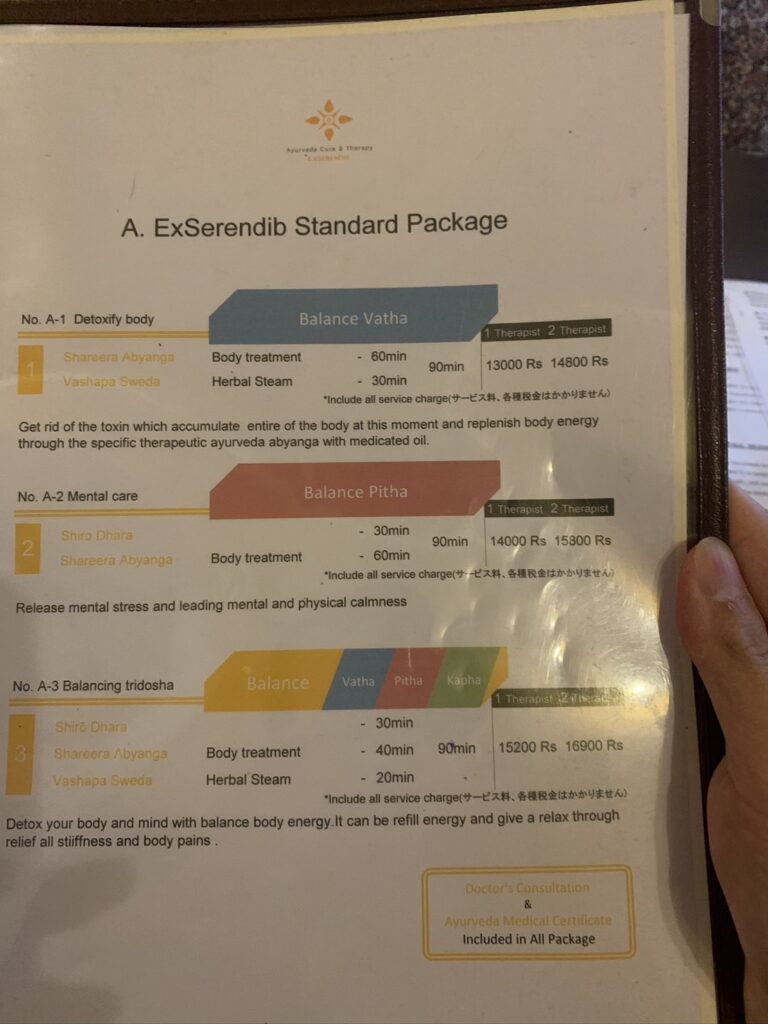 Ayurveda Cure & Therapy
EXSERENDIB
A. ExSerendib Standard Package
No. A-1 Detoxify body
Balance Vatha
1 Therapist 2 Therapist
1
Shareera Abyanga Body treatment - 60min
90min 13000 Rs 14800 Rs
Vashapa Sweda Herbal Steam - 30min
*Include all service charge(サービス料、各種税金はかかりません)
Get rid of the toxin which accumulate entire of the body at this moment and replenish body energy
through the specific therapeutic ayurveda abyanga with medicated oil.
No. A-2 Mental care
Balance Pitha
1 Therapist 2 Therapist
2
Shiro Dhara - 30min
90min 14000 Rs 15800 Rs
Shareera Abyanga Body treatment - 60min
*Include all service charge(サービス料、各種税金はかかりません)
Release mental stress and leading mental and physical calmness
No. A-3 Balancing tridosha
Balance Vatha Pitha Kapha
1 Therapist 2 Therapist
3
Shirō Dhara - 30min
Shareera Abyanga Body treatment - 40min 90min 15200 Rs 16900 Rs
Vashapa Sweda Herbal Steam - 20min -
*Include all service charge(サービス料、各種税金はかかりません)
Detox your body and mind with balance body energy.It can be refill energy and give a relax through
relief all stiiffness and body pains .
Doctor's Consultation
&
Ayurveda Medical Certificate
Included in All Package